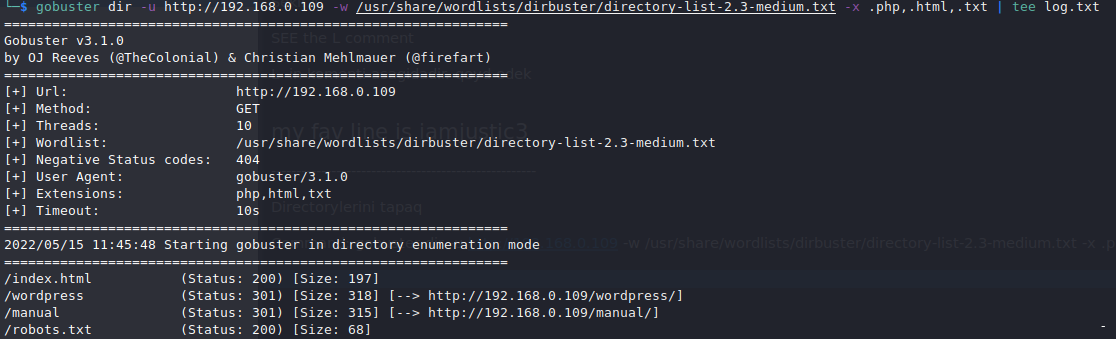 └─$ gobuster dir -u http://192.168.0.109 -w /usr/share/wordlists/dirbuster/directory-list-2.3-medium.txt -x .php,.html,.txt | tee log.txt
===============================================================
SEE the L comment
Gobuster v3.1.0
by OJ Reeves (@TheColonial) & Christian Mehlmauer (@firefart)
dek
===============================================================
[+] Url:                     http://192.168.0.109
[+] Method:                  GET
[+] Threads:                 10
my fav line is iamjustic3
[+] Wordlist:                /usr/share/wordlists/dirbuster/directory-list-2.3-medium.txt
[+] Negative Status codes:   404
[+] User Agent:              gobuster/3.1.0
[+] Extensions:              php,html,txt
[+] Timeout:                 10s
Directorylerini tapaq
===============================================================
2022/05/15 11:45:48 Starting gobuster in directory enumeration mode
168.0.109 -w /usr/share/wordlists/dirbuster/directory-list-2.3-medium.txt -x .p
===============================================================
/index.html           (Status: 200) [Size: 197]
/wordpress            (Status: 301) [Size: 318] [--> http://192.168.0.109/wordpress/]
/manual               (Status: 301) [Size: 315] [--> http://192.168.0.109/manual/]
/robots.txt           (Status: 200) [Size: 68]